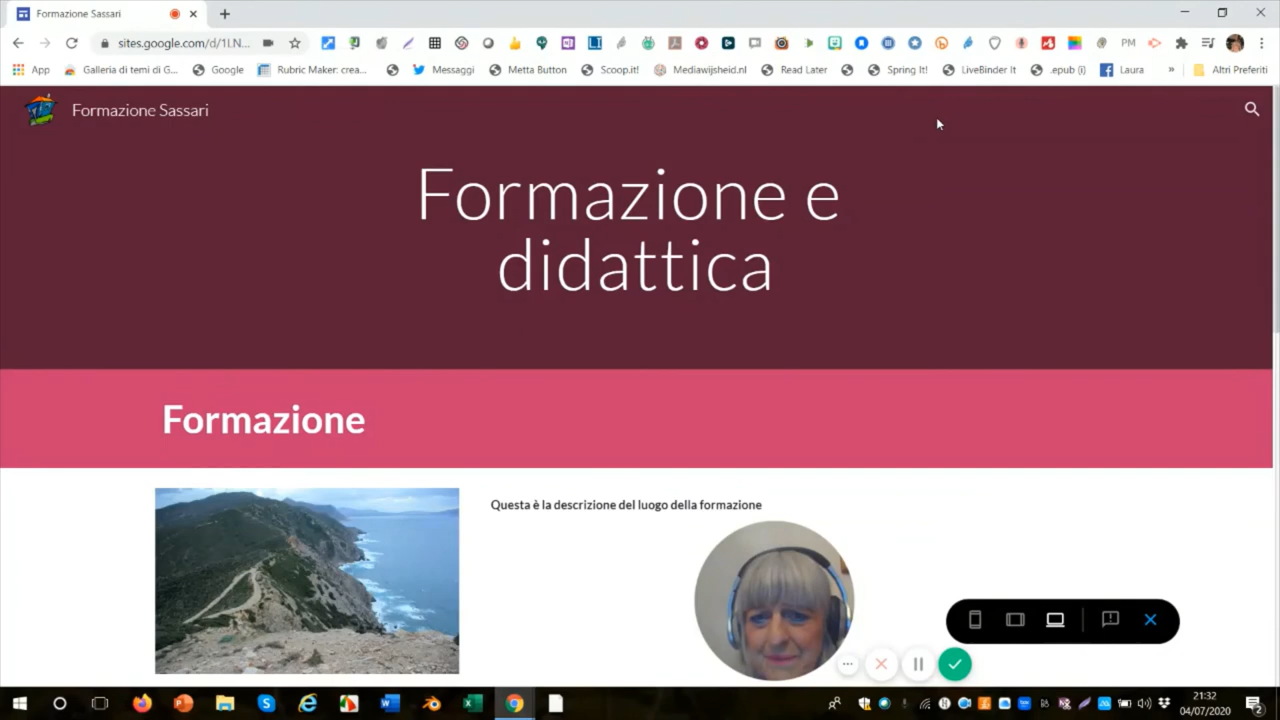 Formazione Sassari
sites.google.com/d/1LN...
PM
App
Galleria di temi di G...
Google
Rubric Maker: crea...
Messaggi
Metta Button
Scoop.it!
Mediawijsheid.nl
Read Later
Spring It!
LiveBinder It
.epub (i)
Laura
»
Altri Preferiti
Formazione Sassari
Formazione e
didattica
Formazione
Questa è la descrizione del luogo della formazione
21:32
04/07/2020
2